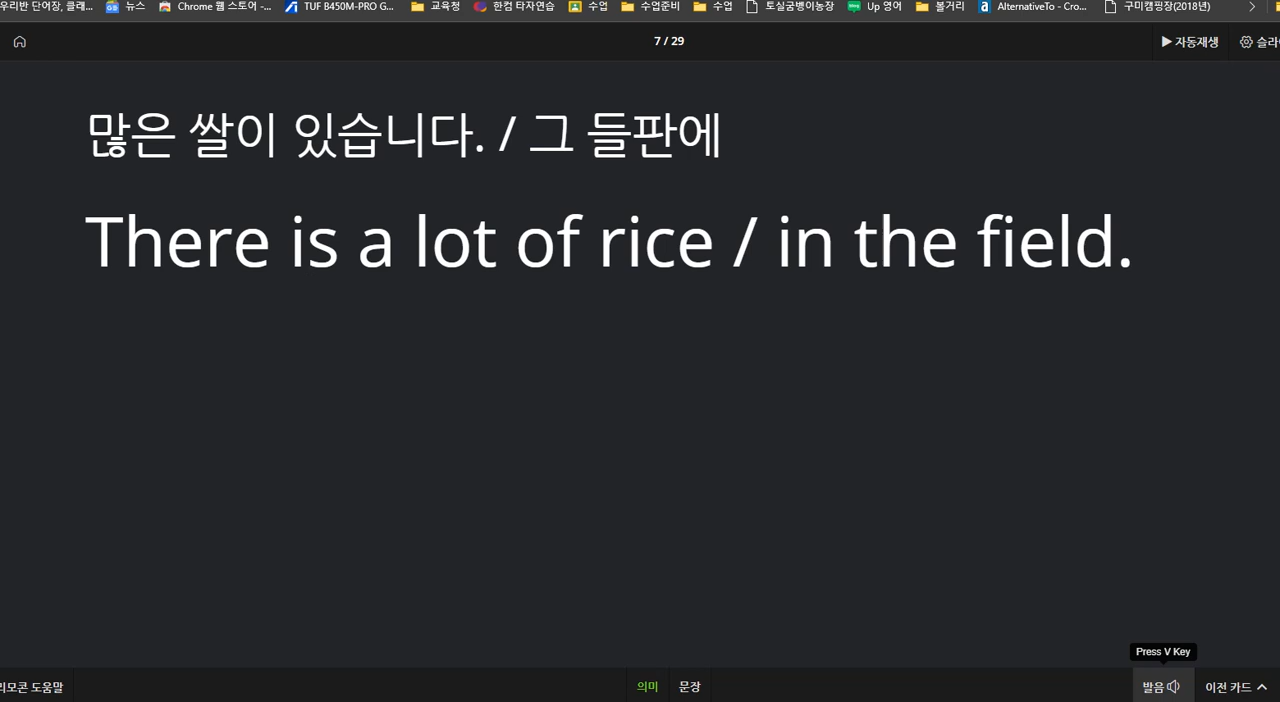 우리반 단어장, 클래... 뉴스 Chrome 웹 스토어 -... TUF B450M-PRO G... 교육청 한컴 타자연습 수업 수업준비 수업 토실굼벵이농장 Up 영어 볼거리 AlternativeTo - Cro... 구미캠핑장(2018년)
7 / 29 ▶ 자동재생 슬라
많은 쌀이 있습니다. / 그 들판에
There is a lot of rice / in the field.
Press V Key
리모콘 도움말 의미 문장 발음 이전 카드